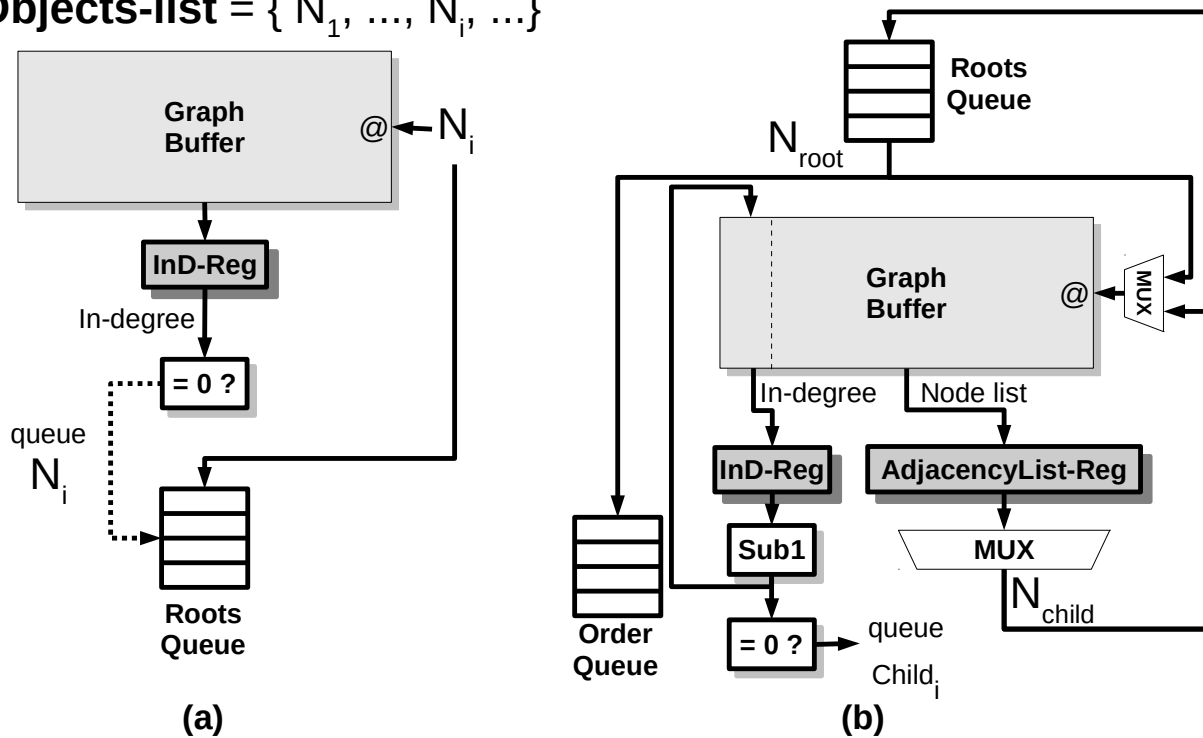 Objects-list = { N1, ..., Ni, ...}
Graph
Buffer
@
Ni
InD-Reg
In-degree
= 0 ?
queue
Ni
Roots
Queue
(a)
Roots
Queue
Nroot
Graph
Buffer
@
MUX
In-degree
Node list
InD-Reg
AdjacencyList-Reg
Sub1
MUX
Nchild
= 0 ?
queue
Childi
Order
Queue
(b)